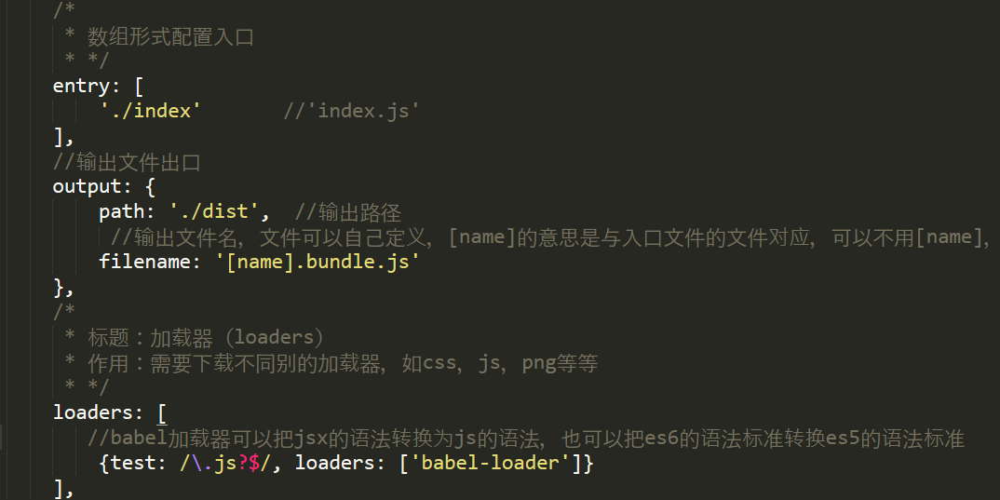 /*
 * 数组形式配置入口
 * */
entry: [
    './index'       //'index.js'
],
//输出文件出口
output: {
    path: './dist',  //输出路径
     //输出文件名, 文件可以自己定义, [name]的意思是与入口文件的文件对应, 可以不用[name],
    filename: '[name].bundle.js'
},
/*
 * 标题：加载器（loaders）
 * 作用：需要下载不同别的加载器, 如css, js, png等等
 * */
loaders: [
   //babel加载器可以把jsx的语法转换为js的语法, 也可以把es6的语法标准转换es5的语法标准
    {test: /\.js?$/, loaders: ['babel-loader']}
],